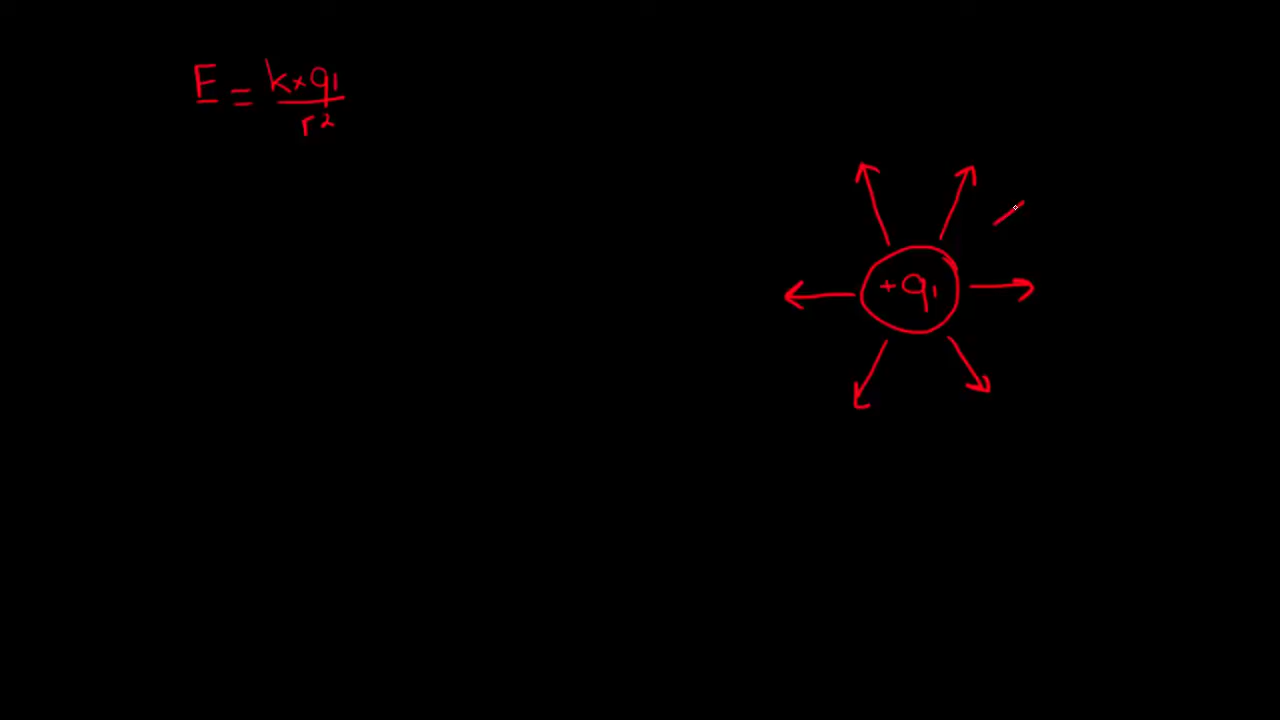 E = k×q1/r²
+q1